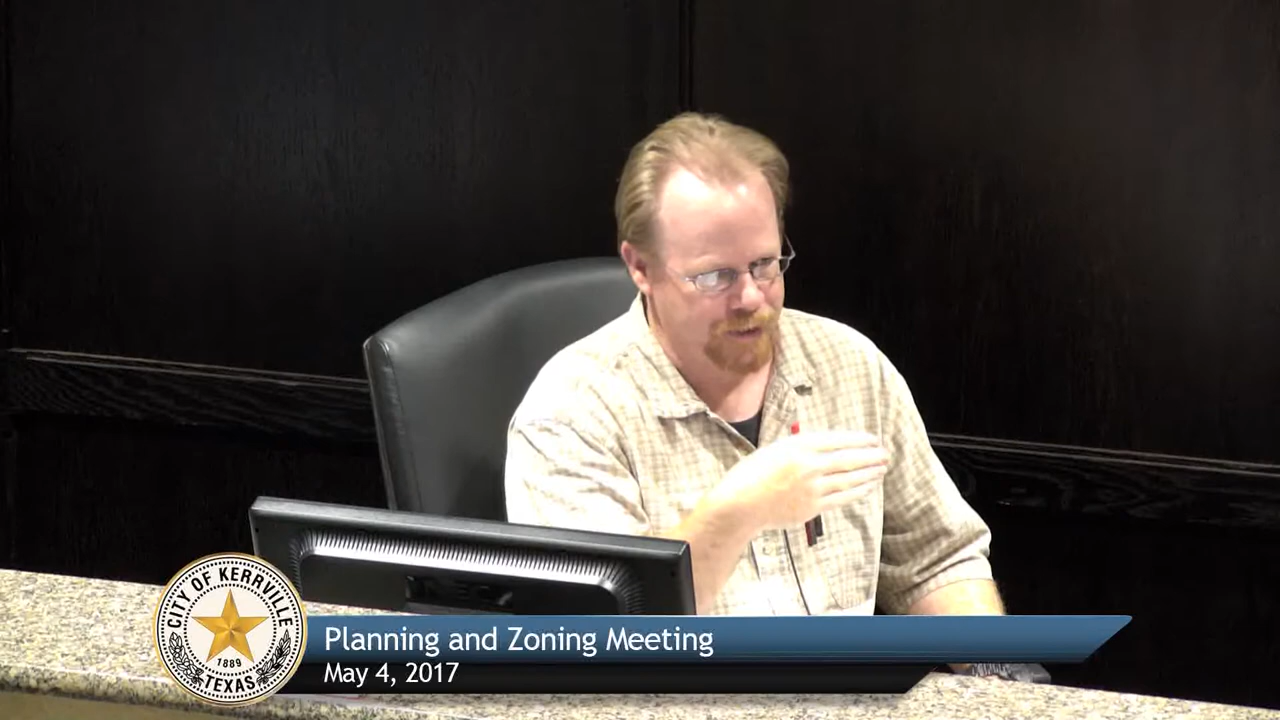 CITY OF KERRVILLE
1889
TEXAS
Planning and Zoning Meeting
May 4, 2017